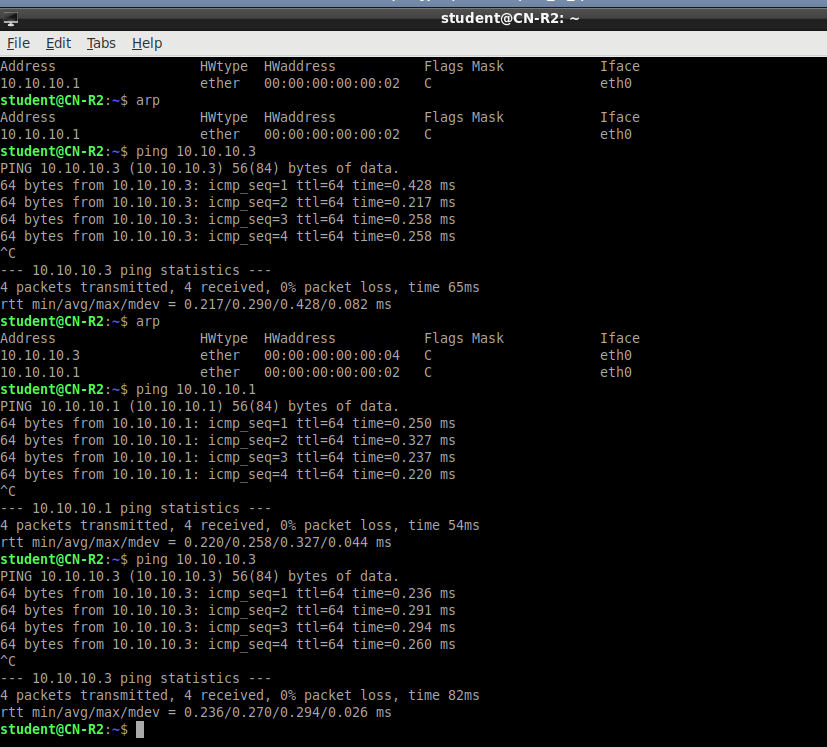 student@CN-R2: ~
File Edit Tabs Help
Address                  HWtype  HWaddress           Flags Mask            Iface
10.10.10.1               ether   00:00:00:00:00:02   C                     eth0
student@CN-R2:~$ arp
Address                  HWtype  HWaddress           Flags Mask            Iface
10.10.10.1               ether   00:00:00:00:00:02   C                     eth0
student@CN-R2:~$ ping 10.10.10.3
PING 10.10.10.3 (10.10.10.3) 56(84) bytes of data.
64 bytes from 10.10.10.3: icmp_seq=1 ttl=64 time=0.428 ms
64 bytes from 10.10.10.3: icmp_seq=2 ttl=64 time=0.217 ms
64 bytes from 10.10.10.3: icmp_seq=3 ttl=64 time=0.258 ms
64 bytes from 10.10.10.3: icmp_seq=4 ttl=64 time=0.258 ms
^C
--- 10.10.10.3 ping statistics ---
4 packets transmitted, 4 received, 0% packet loss, time 65ms
rtt min/avg/max/mdev = 0.217/0.290/0.428/0.082 ms
student@CN-R2:~$ arp
Address                  HWtype  HWaddress           Flags Mask            Iface
10.10.10.3               ether   00:00:00:00:00:04   C                     eth0
10.10.10.1               ether   00:00:00:00:00:02   C                     eth0
student@CN-R2:~$ ping 10.10.10.1
PING 10.10.10.1 (10.10.10.1) 56(84) bytes of data.
64 bytes from 10.10.10.1: icmp_seq=1 ttl=64 time=0.250 ms
64 bytes from 10.10.10.1: icmp_seq=2 ttl=64 time=0.327 ms
64 bytes from 10.10.10.1: icmp_seq=3 ttl=64 time=0.237 ms
64 bytes from 10.10.10.1: icmp_seq=4 ttl=64 time=0.220 ms
^C
--- 10.10.10.1 ping statistics ---
4 packets transmitted, 4 received, 0% packet loss, time 54ms
rtt min/avg/max/mdev = 0.220/0.258/0.327/0.044 ms
student@CN-R2:~$ ping 10.10.10.3
PING 10.10.10.3 (10.10.10.3) 56(84) bytes of data.
64 bytes from 10.10.10.3: icmp_seq=1 ttl=64 time=0.236 ms
64 bytes from 10.10.10.3: icmp_seq=2 ttl=64 time=0.291 ms
64 bytes from 10.10.10.3: icmp_seq=3 ttl=64 time=0.294 ms
64 bytes from 10.10.10.3: icmp_seq=4 ttl=64 time=0.260 ms
^C
--- 10.10.10.3 ping statistics ---
4 packets transmitted, 4 received, 0% packet loss, time 82ms
rtt min/avg/max/mdev = 0.236/0.270/0.294/0.026 ms
student@CN-R2:~$